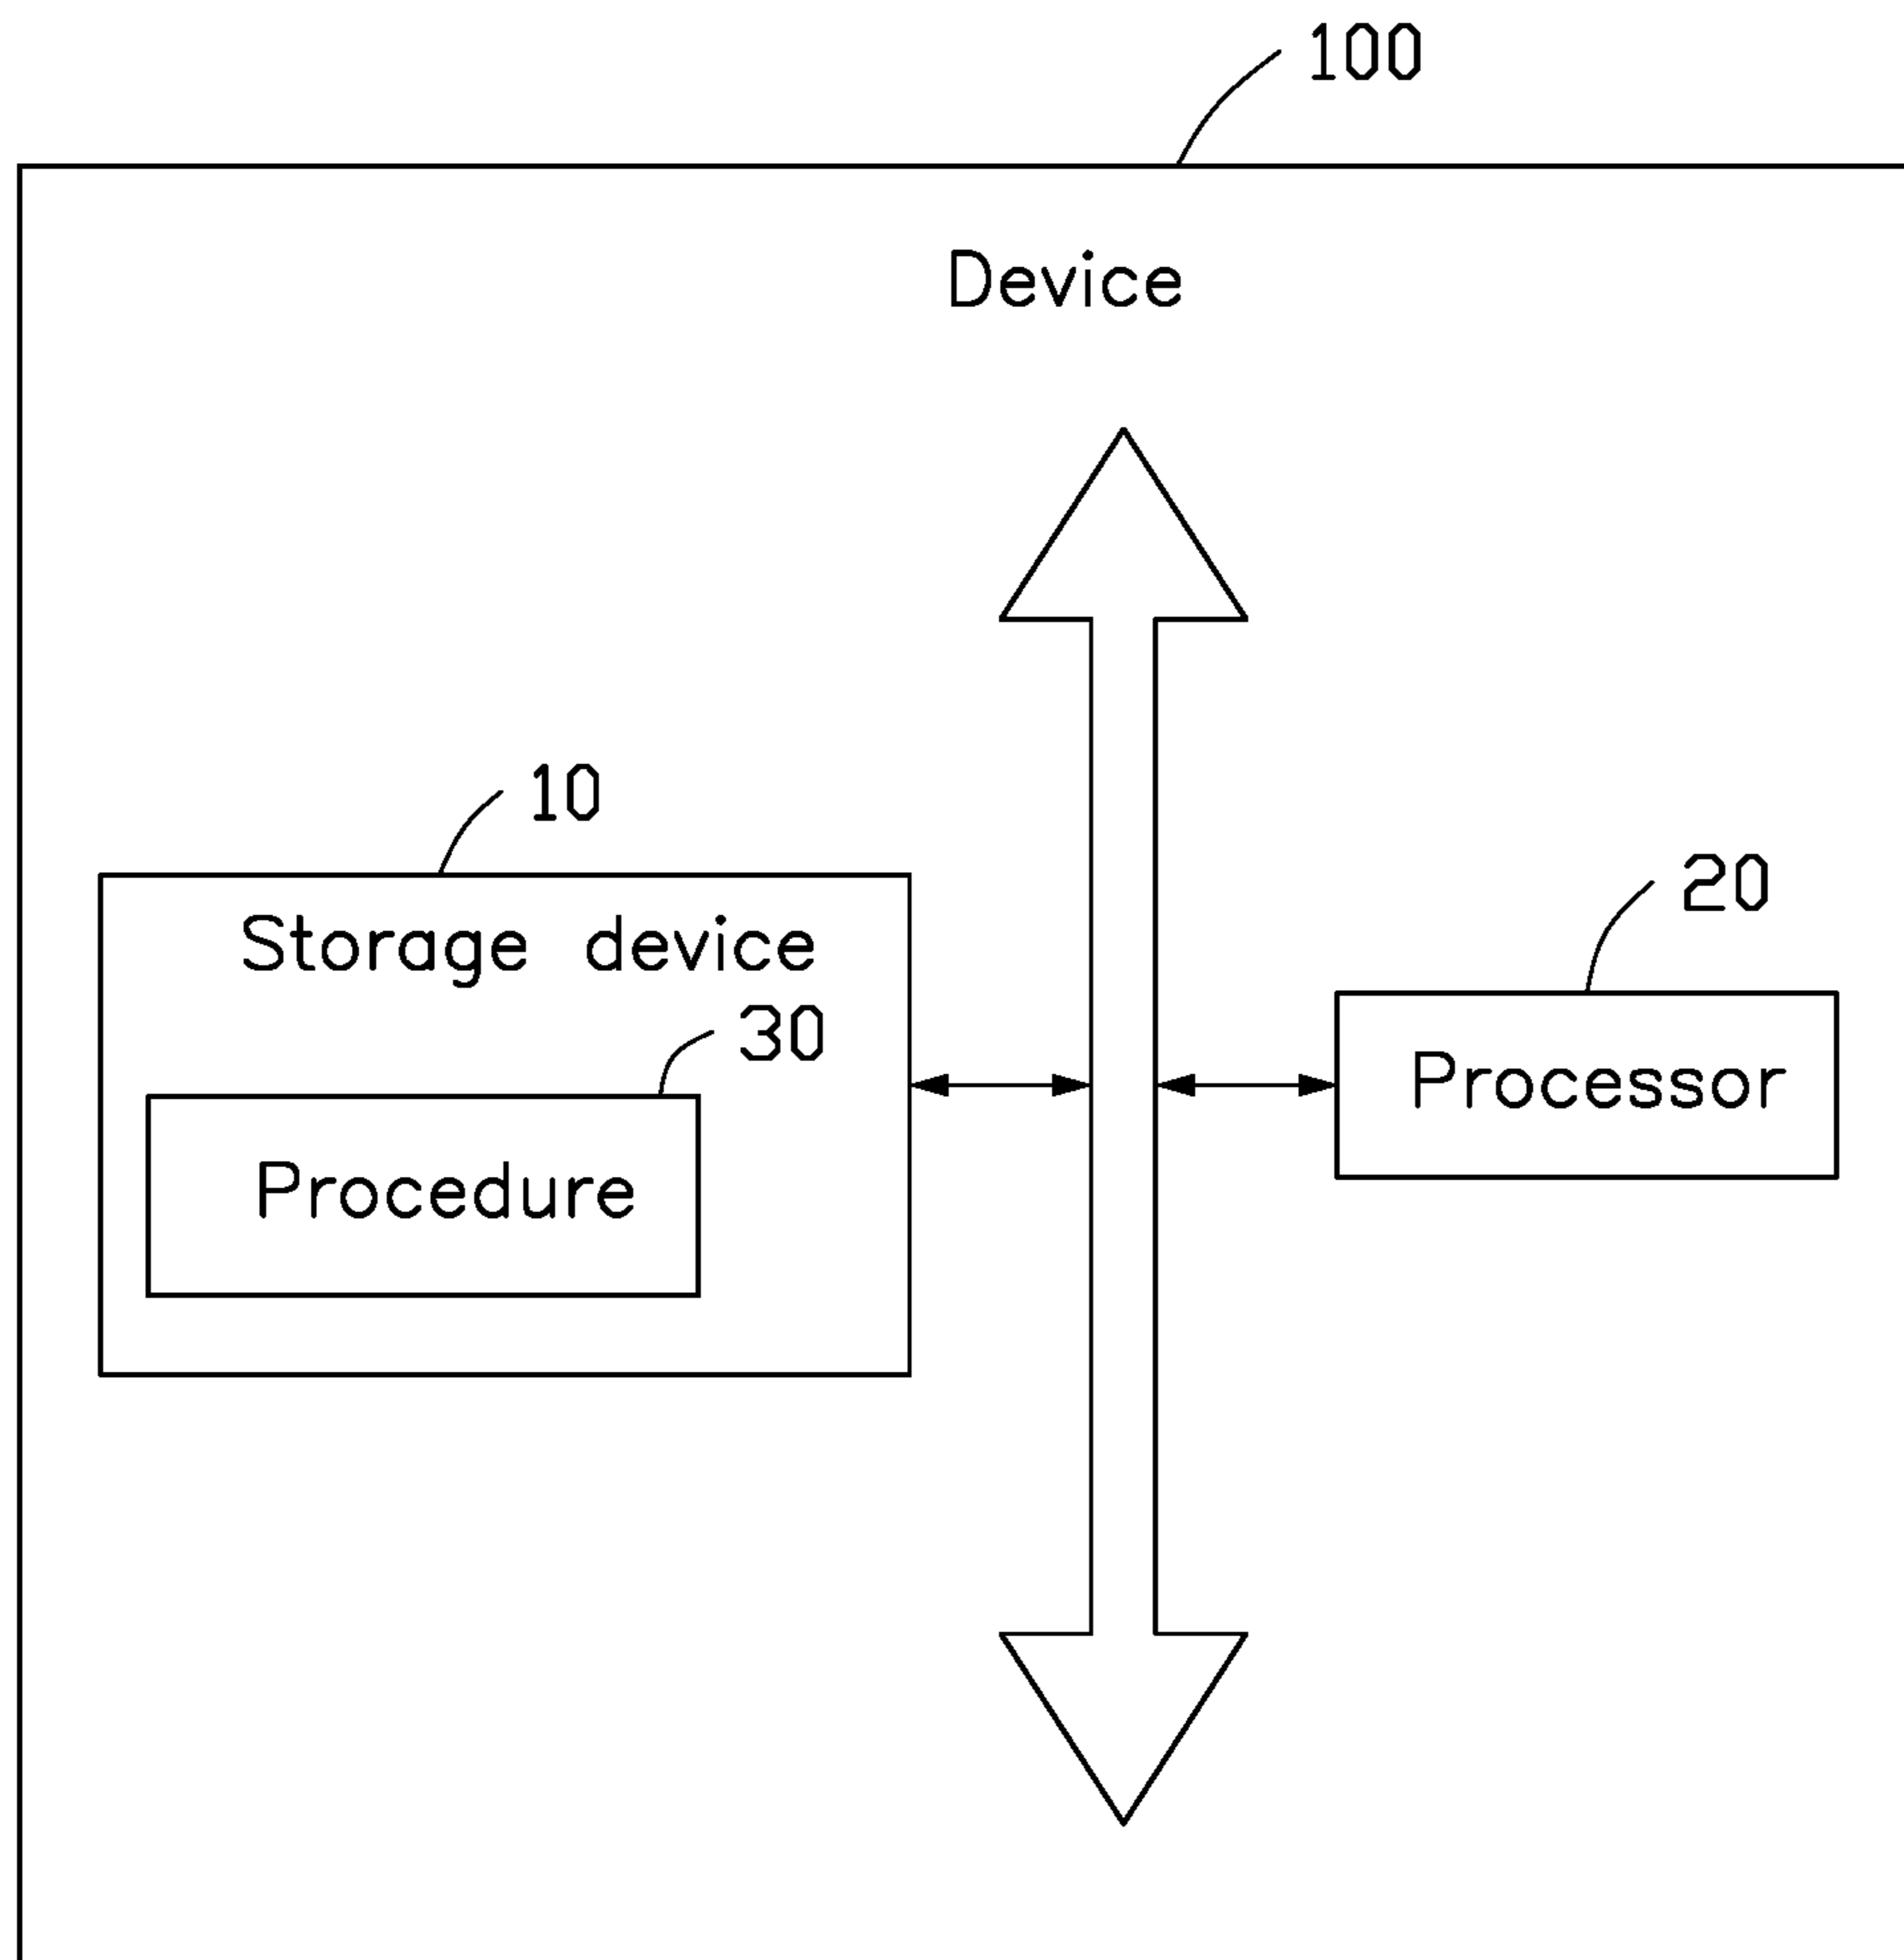 100
Device
10
20
Storage device
30
Processor
Procedure